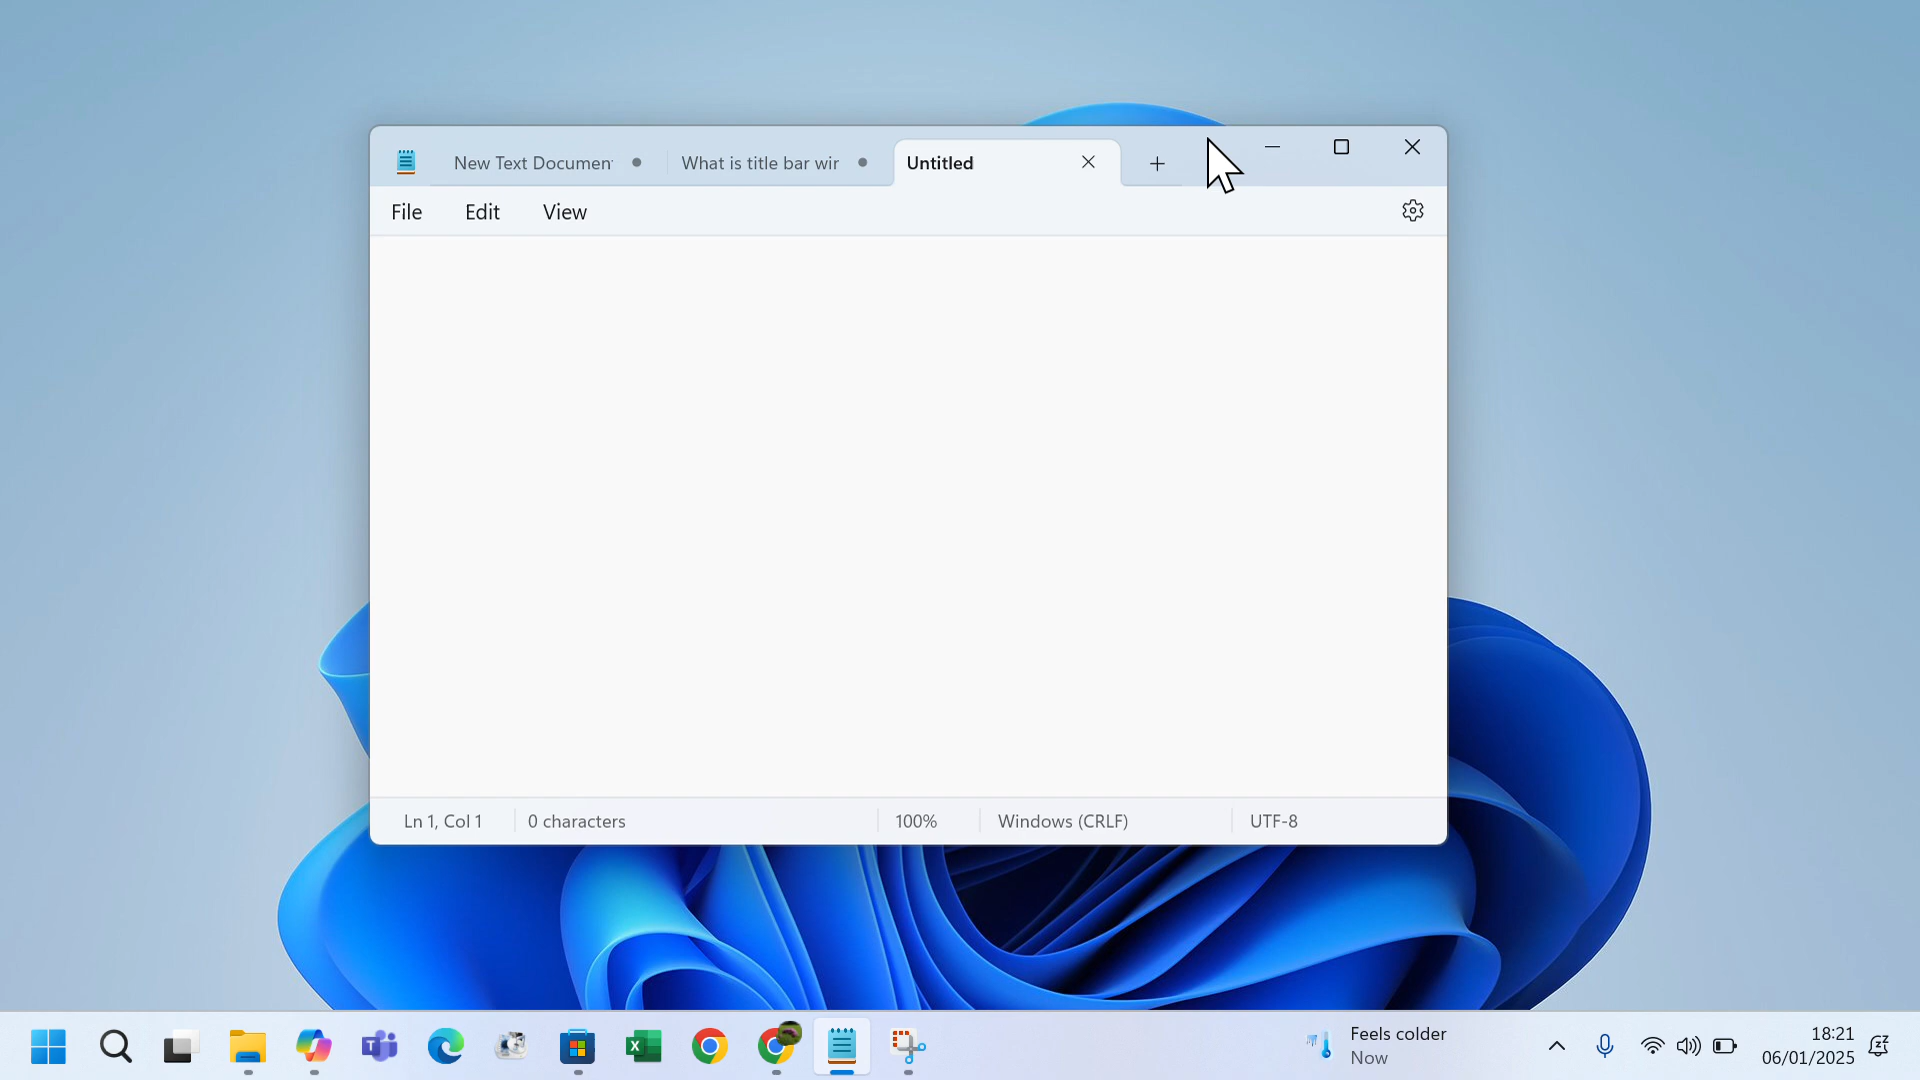 New Text Documen
What is title bar wir
Untitled
File Edit View
Ln 1, Col 1
0 characters
100%
Windows (CRLF)
UTF-8
Feels colder
Now
18:21
06/01/2025